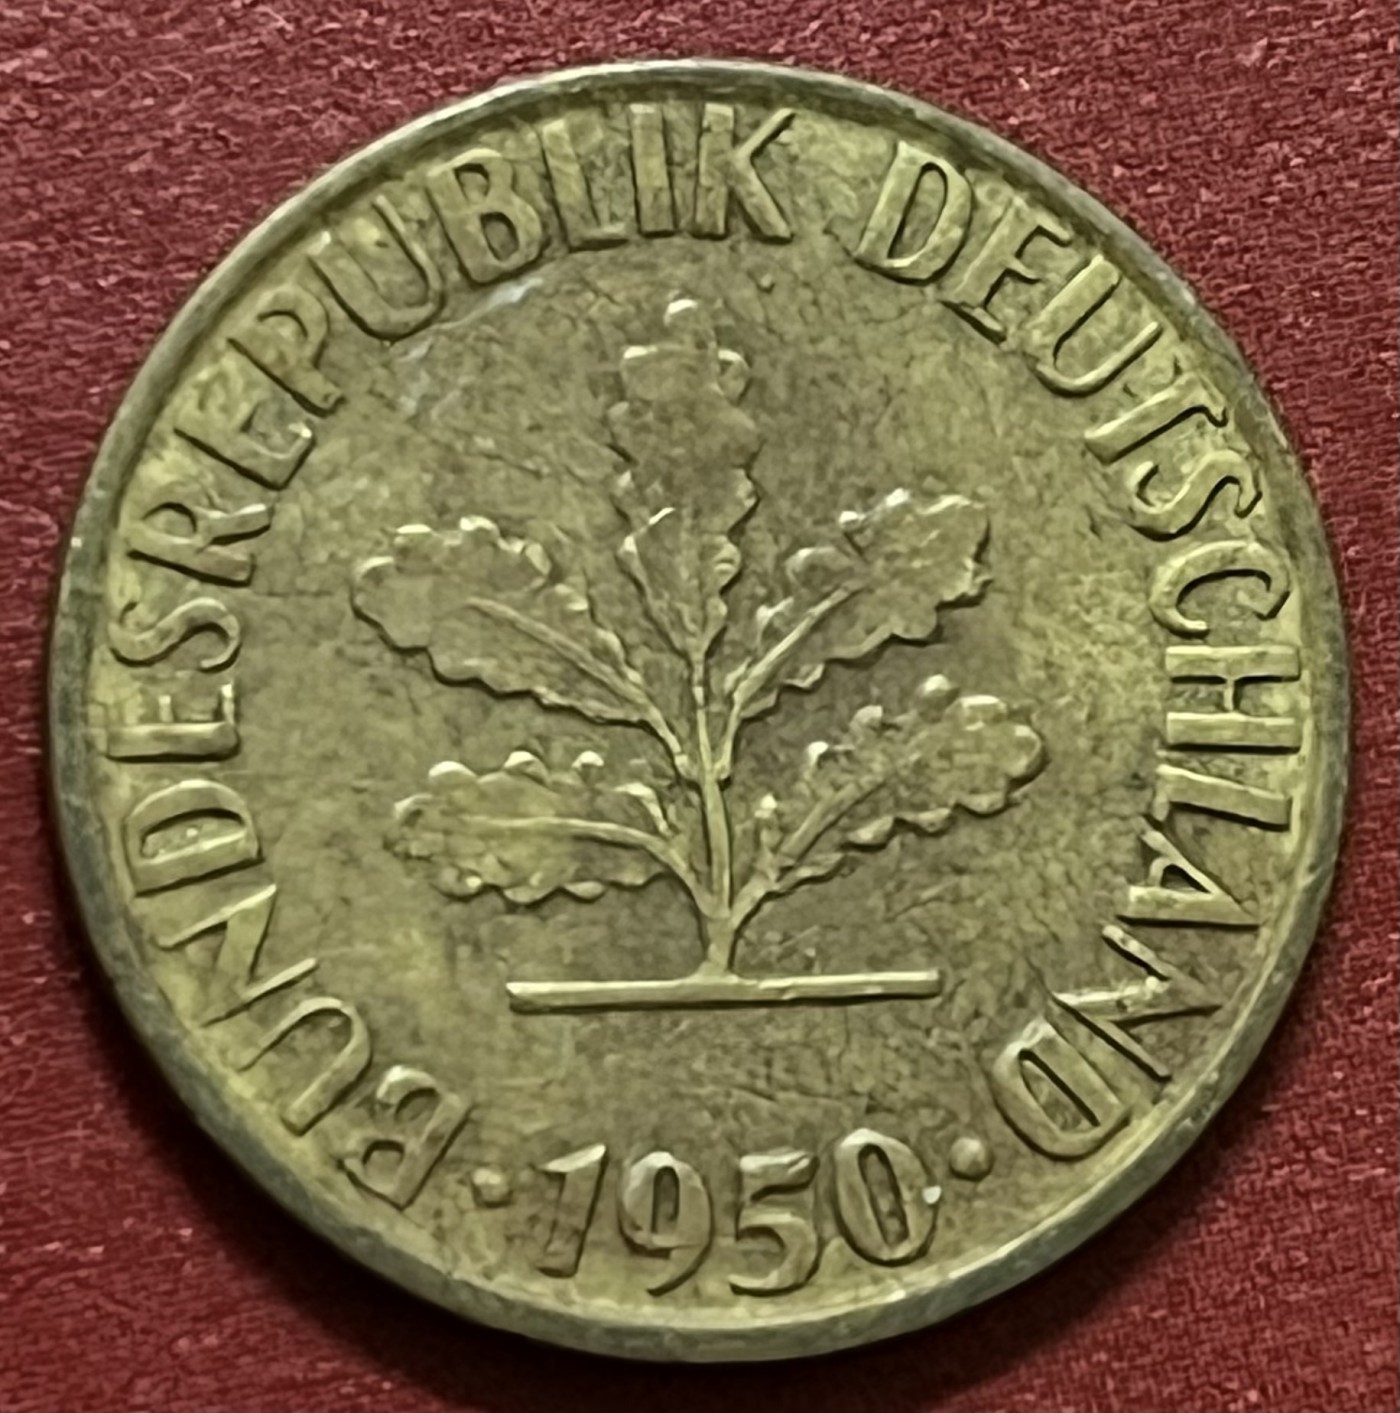 BUNDESREPUBLIK DEUTSCHLAND
· 1950 ·